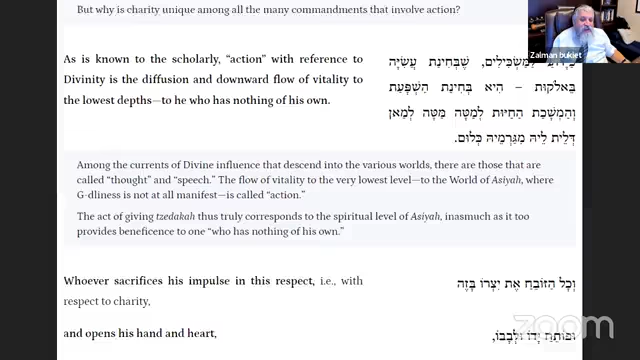 But why is charity unique among all the many commandments that involve action?
Zalman bukiet
As is known to the scholarly, “action” with reference to
Divinity is the diffusion and downward flow of vitality to
the lowest depths—to he who has nothing of his own.
לַמַּשְׂכִּילִים, שֶׁבְּחִינַת עֲשִׂיָּה
בֶּאֱלֹקוּת – הִיא בְּחִינַת הַשְׁפָּעַת
וְהַמְשָׁכַת הַחַיּוּת לְמַטָּה מַטָּה לְמַאן
דְּלֵית לֵיהּ מִגַּרְמֵיהּ כְּלוּם.
Among the currents of Divine influence that descend into the various worlds, there are those that are
called “thought” and “speech.” The flow of vitality to the very lowest level—to the World of Asiyah, where
G-dliness is not at all manifest—is called “action.”
The act of giving tzedakah thus truly corresponds to the spiritual level of Asiyah, inasmuch as it too
provides beneficence to one “who has nothing of his own.”
Whoever sacrifices his impulse in this respect, i.e., with
respect to charity,
וְכָל הַזּוֹבֵחַ אֶת יִצְרוֹ בָּזֶה
and opens his hand and heart,
וּפוֹתֵחַ יָדוֹ וּלְבָבוֹ,
zoom